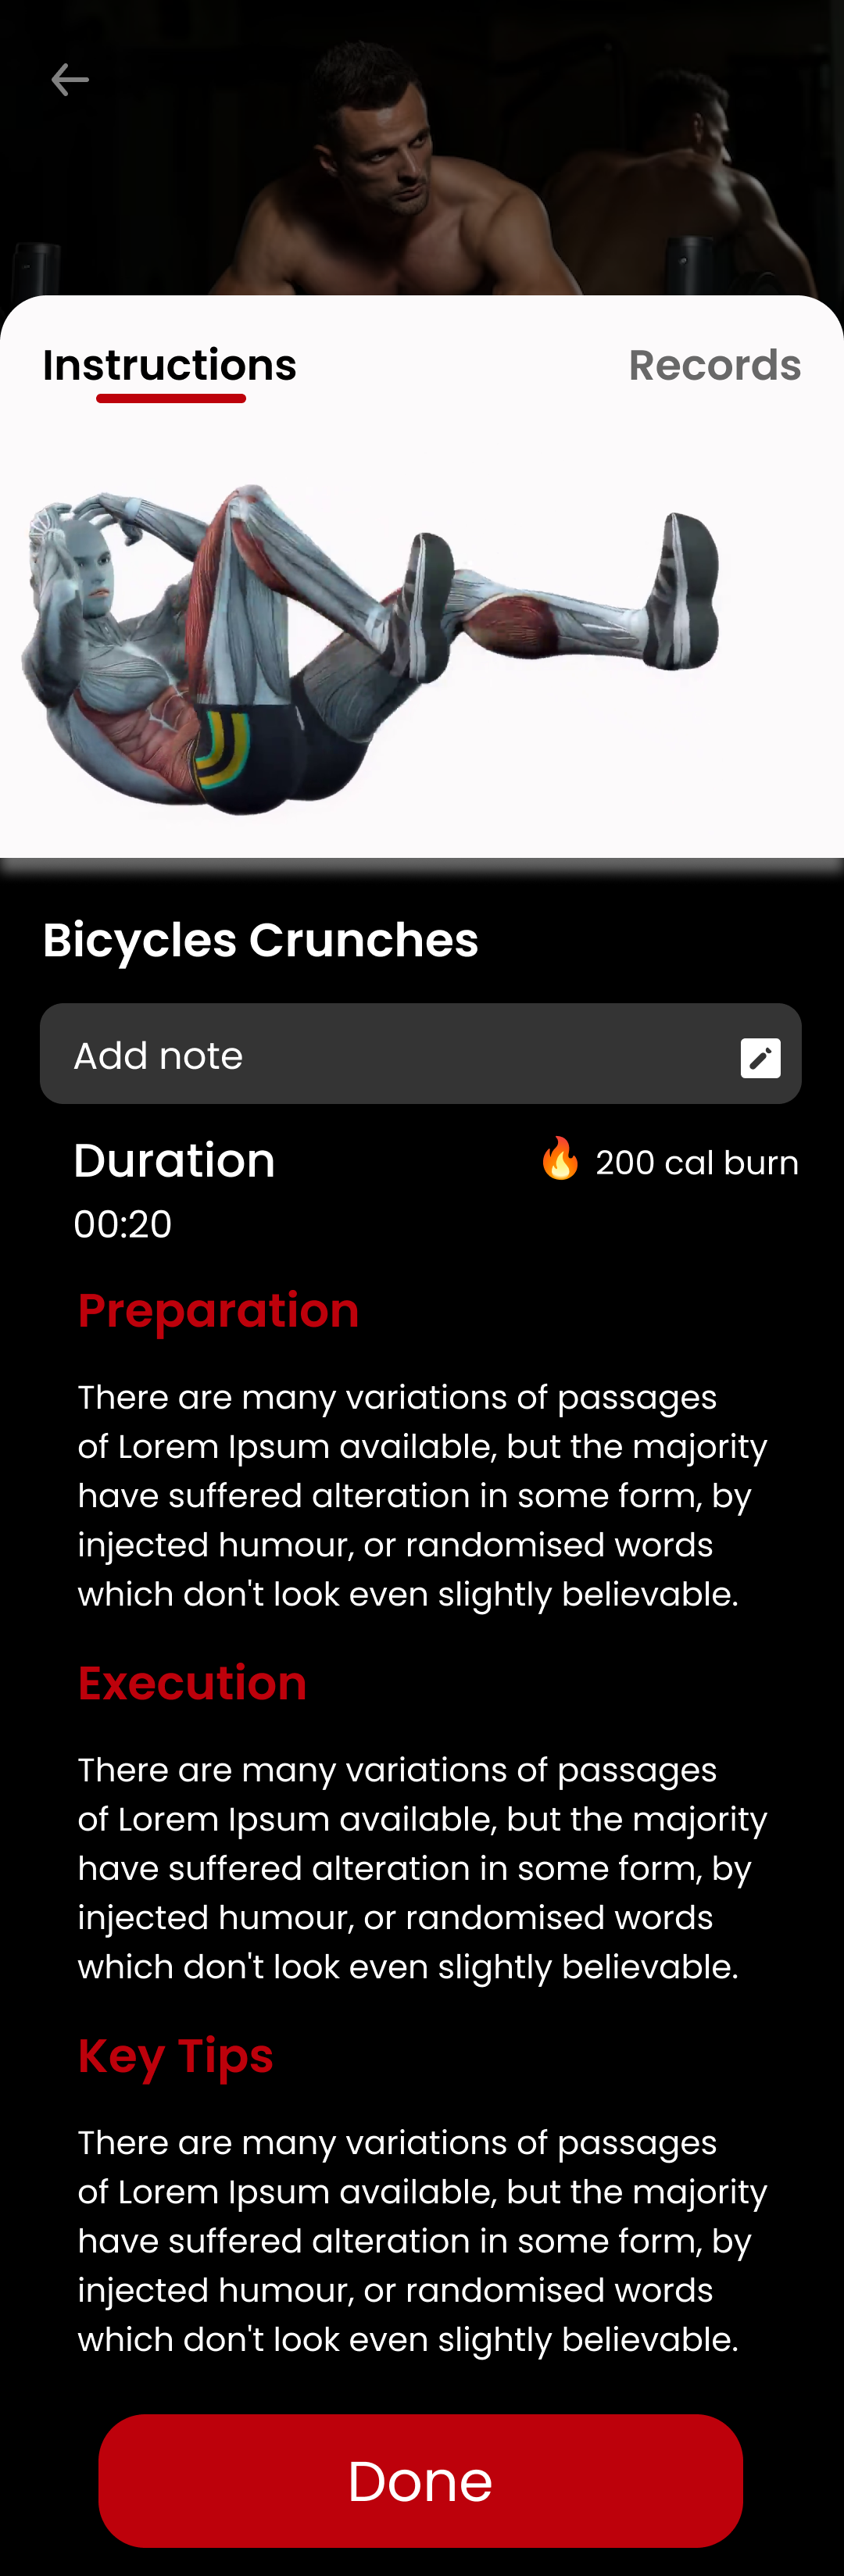 Instructions
Records
Bicycles Crunches
Add note
Duration
🔥 200 cal burn
00:20
Preparation
There are many variations of passages
of Lorem Ipsum available, but the majority
have suffered alteration in some form, by
injected humour, or randomised words
which don't look even slightly believable.
Execution
There are many variations of passages
of Lorem Ipsum available, but the majority
have suffered alteration in some form, by
injected humour, or randomised words
which don't look even slightly believable.
Key Tips
There are many variations of passages
of Lorem Ipsum available, but the majority
have suffered alteration in some form, by
injected humour, or randomised words
which don't look even slightly believable.
Done